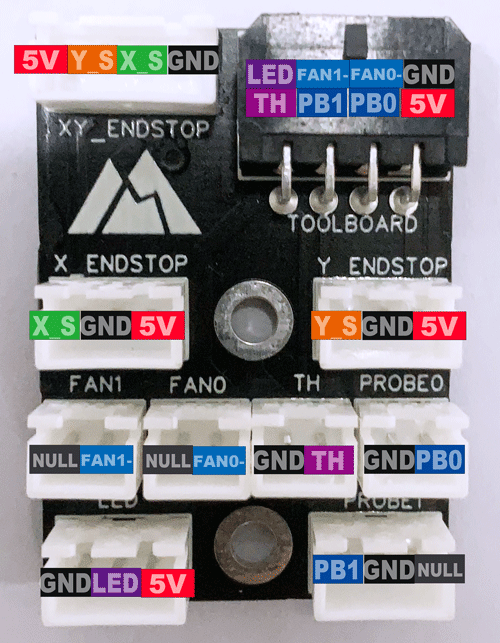 5V Y_S X_S GND
LED FAN1- FAN0- GND
TH PB1 PB0 5V
XY_ENDSTOP
TOOLBOARD
X_ENDSTOP
Y_ENDSTOP
X_S GND 5V
Y_S GND 5V
FAN1 FAN0 TH PROBE0
NULL FAN1- NULL FAN0- GND TH GND PB0
LED PROBE1
GND LED 5V
PB1 GND NULL